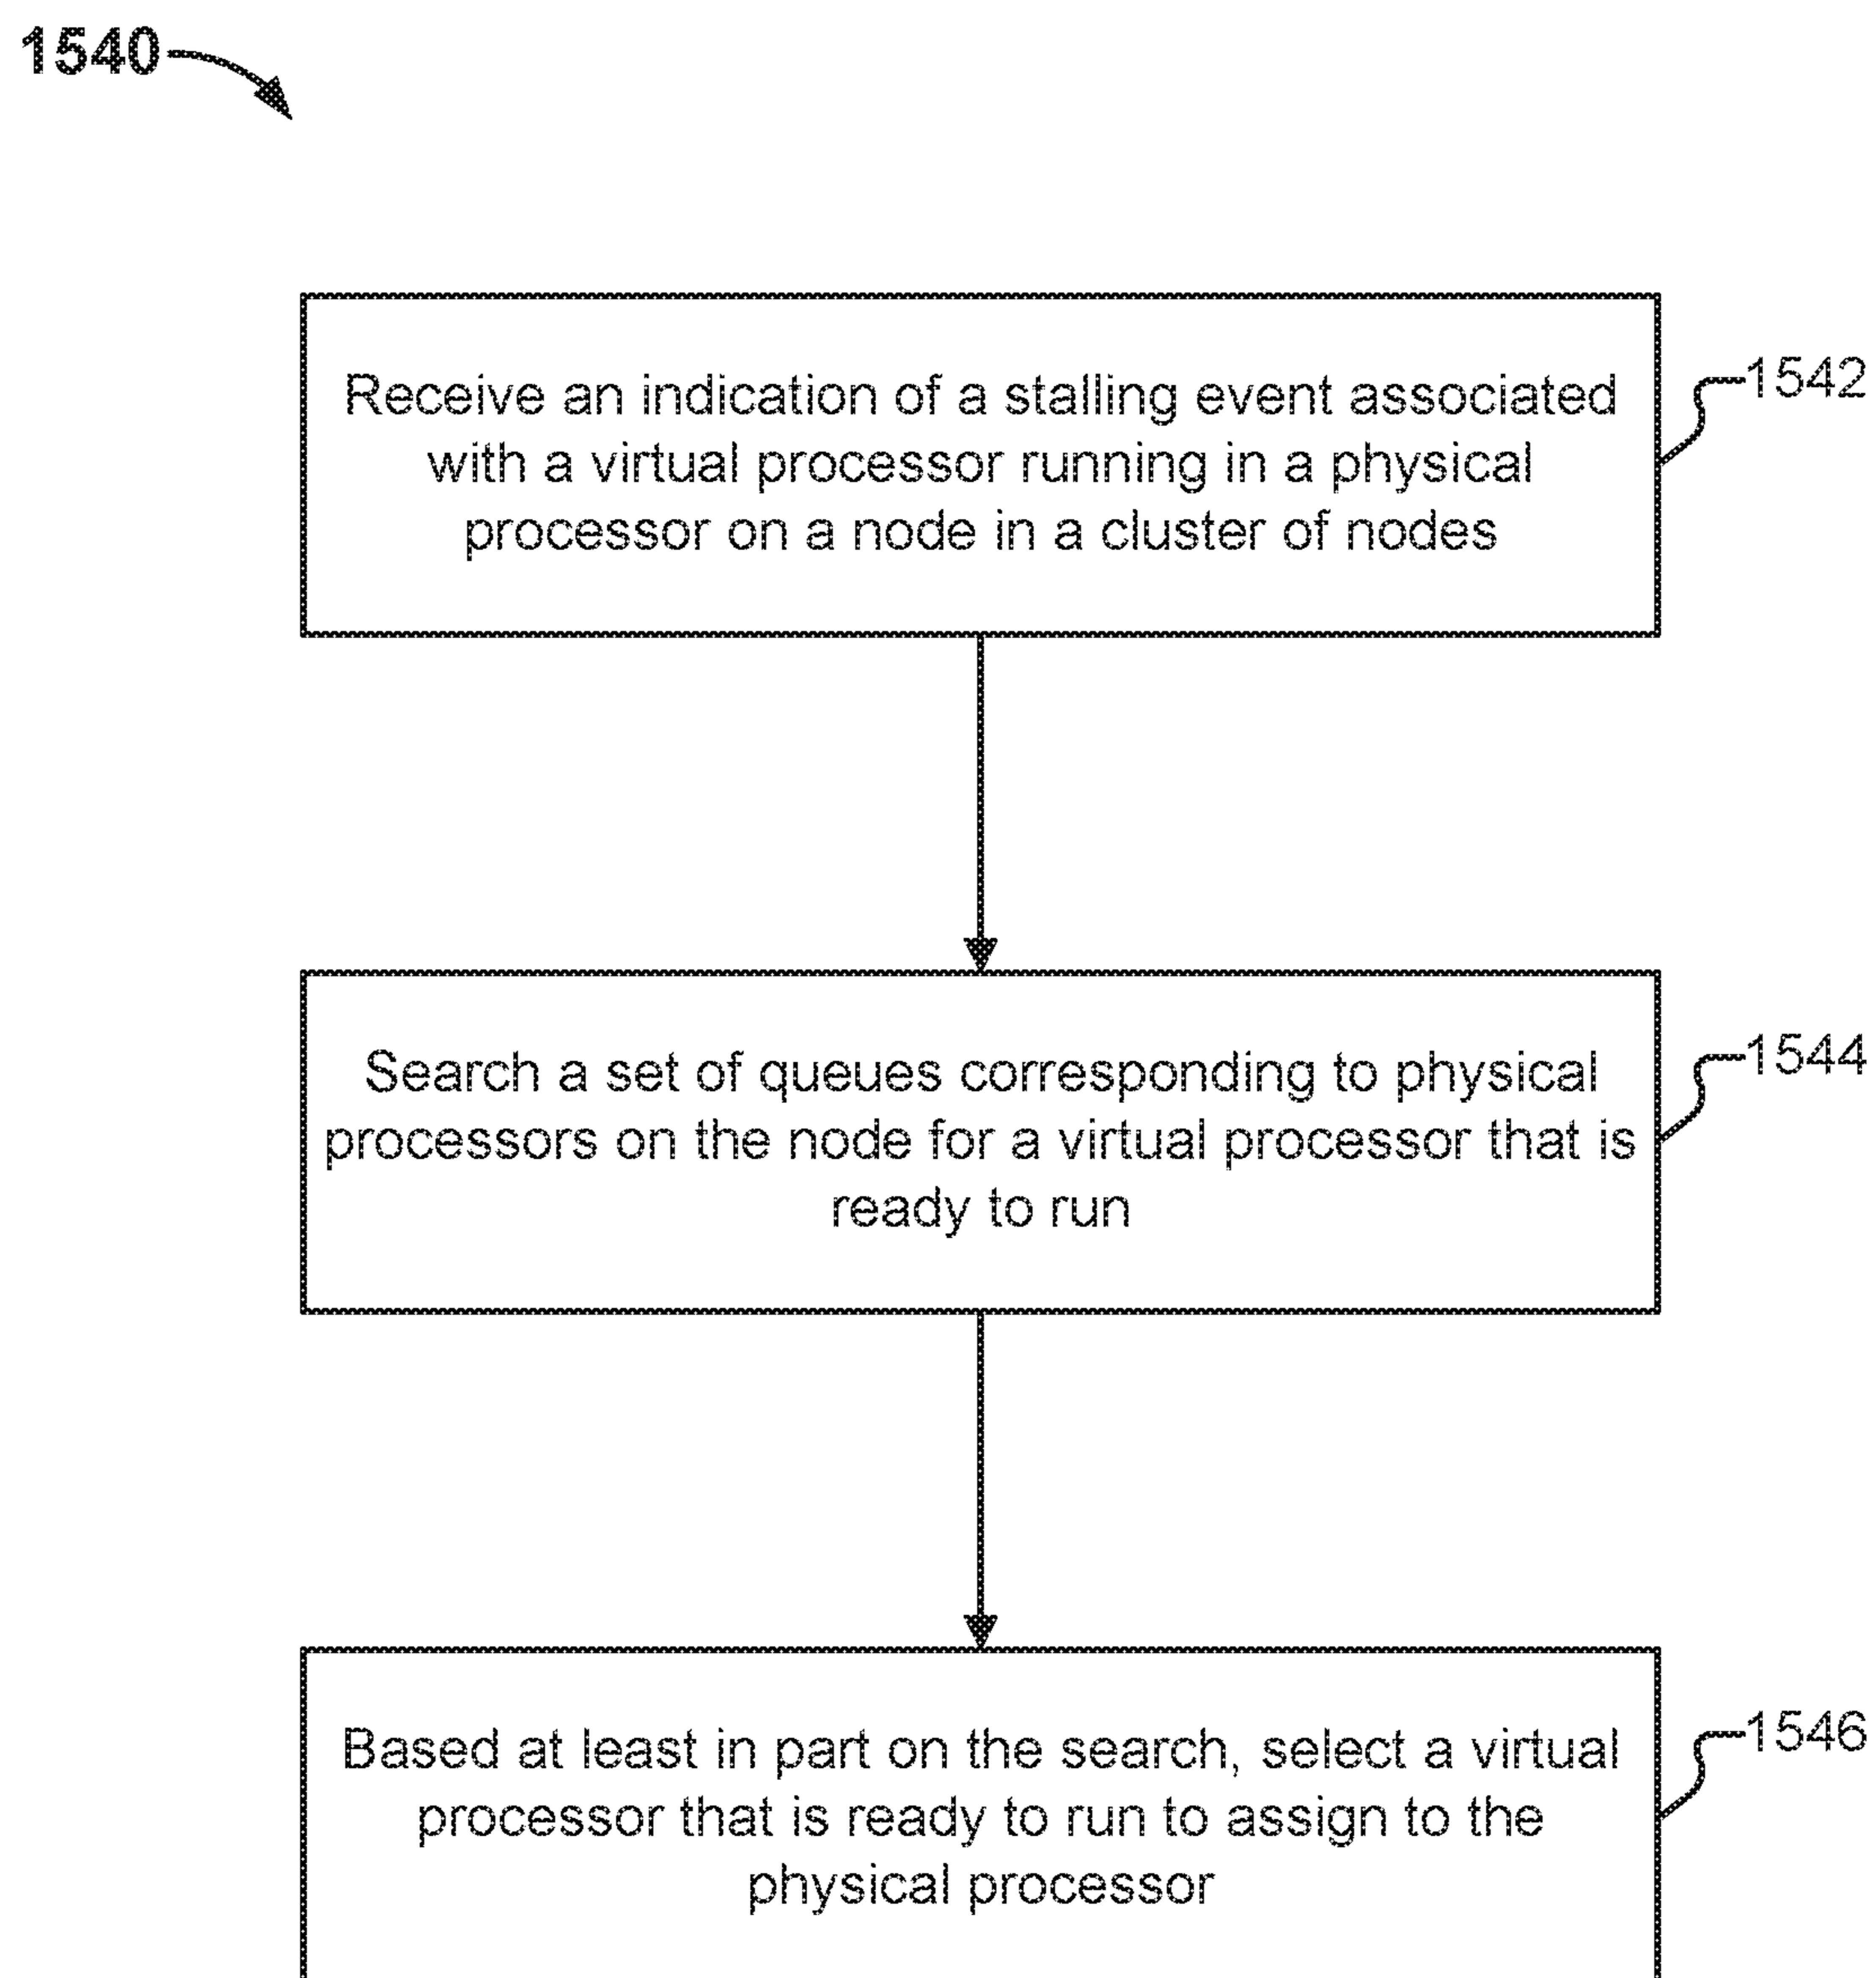 1540
Receive an indication of a stalling event associated
with a virtual processor running in a physical
processor on a node in a cluster of nodes
1542
Search a set of queues corresponding to physical
processors on the node for a virtual processor that is
ready to run
1544
Based at least in part on the search, select a virtual
processor that is ready to run to assign to the
physical processor
1546